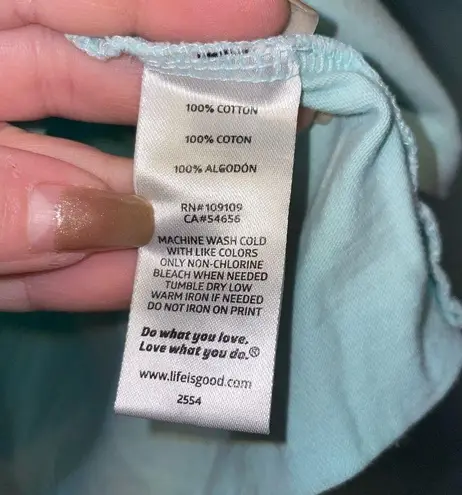 100% COTTON
100% COTON
100% ALGODÓN
RN#109109
CA#54656
MACHINE WASH COLD
WITH LIKE COLORS
ONLY NON-CHLORINE
BLEACH WHEN NEEDED
TUMBLE DRY LOW
WARM IRON IF NEEDED
DO NOT IRON ON PRINT
Do what you love.
Love what you do.®
www.lifeisgood.com
2554